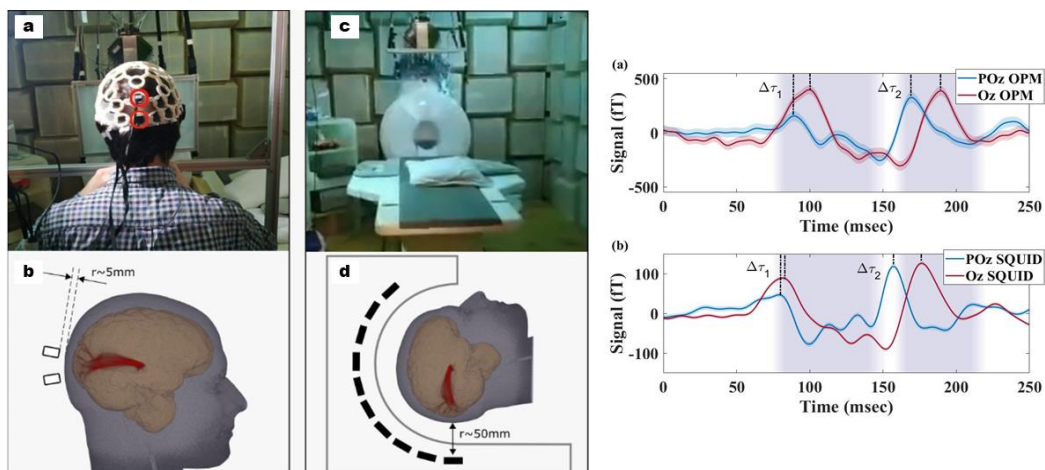 a
b
r~5mm
c
d
r~50mm
(a)
500
0
-500
Signal (fT)
Δτ1
Δτ2
POz OPM
Oz OPM
0 50 100 150 200 250
Time (msec)
(b)
100
0
-100
Signal (fT)
Δτ1
Δτ2
POz SQUID
Oz SQUID
0 50 100 150 200 250
Time (msec)